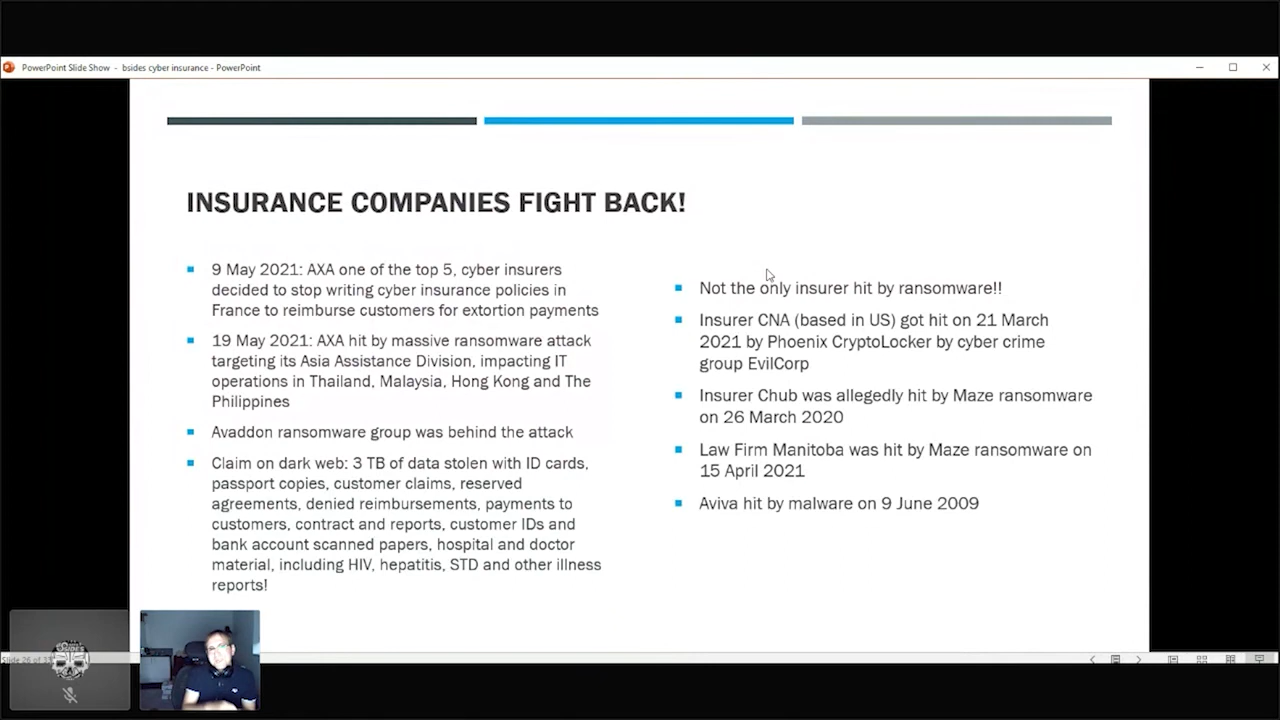 PowerPoint Slide Show - bsides cyber insurance - PowerPoint
INSURANCE COMPANIES FIGHT BACK!
9 May 2021: AXA one of the top 5, cyber insurers
decided to stop writing cyber insurance policies in
France to reimburse customers for extortion payments
19 May 2021: AXA hit by massive ransomware attack
targeting its Asia Assistance Division, impacting IT
operations in Thailand, Malaysia, Hong Kong and The
Philippines
Avaddon ransomware group was behind the attack
Claim on dark web: 3 TB of data stolen with ID cards,
passport copies, customer claims, reserved
agreements, denied reimbursements, payments to
customers, contract and reports, customer IDs and
bank account scanned papers, hospital and doctor
material, including HIV, hepatitis, STD and other illness
reports!
Not the only insurer hit by ransomware!!
Insurer CNA (based in US) got hit on 21 March
2021 by Phoenix CryptoLocker by cyber crime
group EvilCorp
Insurer Chub was allegedly hit by Maze ransomware
on 26 March 2020
Law Firm Manitoba was hit by Maze ransomware on
15 April 2021
Aviva hit by malware on 9 June 2009
Slide 26 of